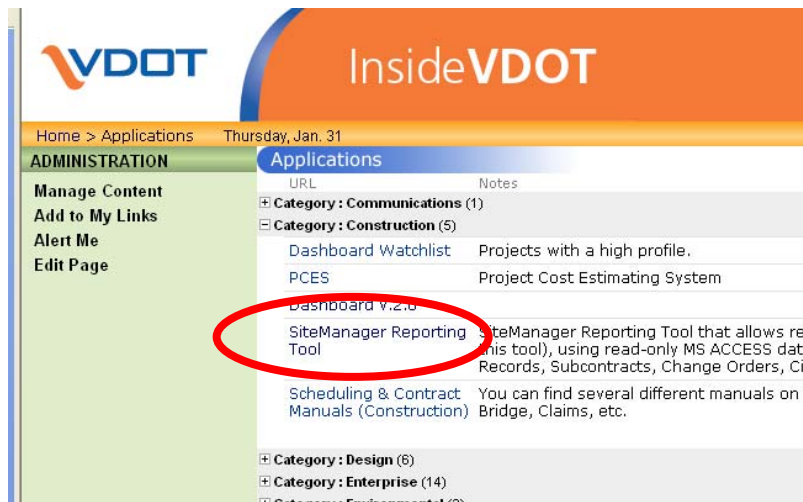 VDOT
InsideVDOT
Home > Applications Thursday, Jan. 31
ADMINISTRATION
Manage Content
Add to My Links
Alert Me
Edit Page
Applications
URL Notes
Category : Communications (1)
Category : Construction (5)
Dashboard Watchlist Projects with a high profile.
PCES Project Cost Estimating System
Dashboard V.2.0
SiteManager Reporting SiteManager Reporting Tool that allows re
Tool this tool), using read-only MS ACCESS dat
Records, Subcontracts, Change Orders, Ci
Scheduling & Contract You can find several different manuals on
Manuals (Construction) Bridge, Claims, etc.
Category : Design (6)
Category : Enterprise (14)